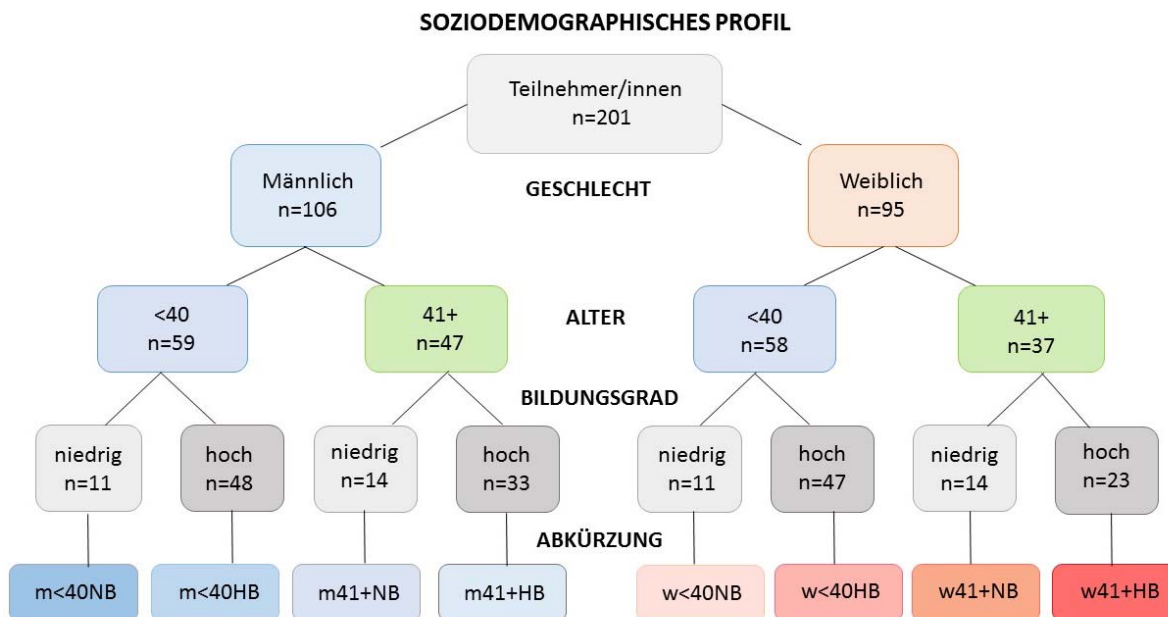 SOZIODEMOGRAPHISCHES PROFIL
Teilnehmer/innen
n=201
Männlich
n=106
GESCHLECHT
Weiblich
n=95
<40
n=59
41+
n=47
ALTER
<40
n=58
41+
n=37
BILDUNGSGRAD
niedrig
n=11
hoch
n=48
niedrig
n=14
hoch
n=33
niedrig
n=11
hoch
n=47
niedrig
n=14
hoch
n=23
ABKÜRZUNG
m<40NB
m<40HB
m41+NB
m41+HB
w<40NB
w<40HB
w41+NB
w41+HB